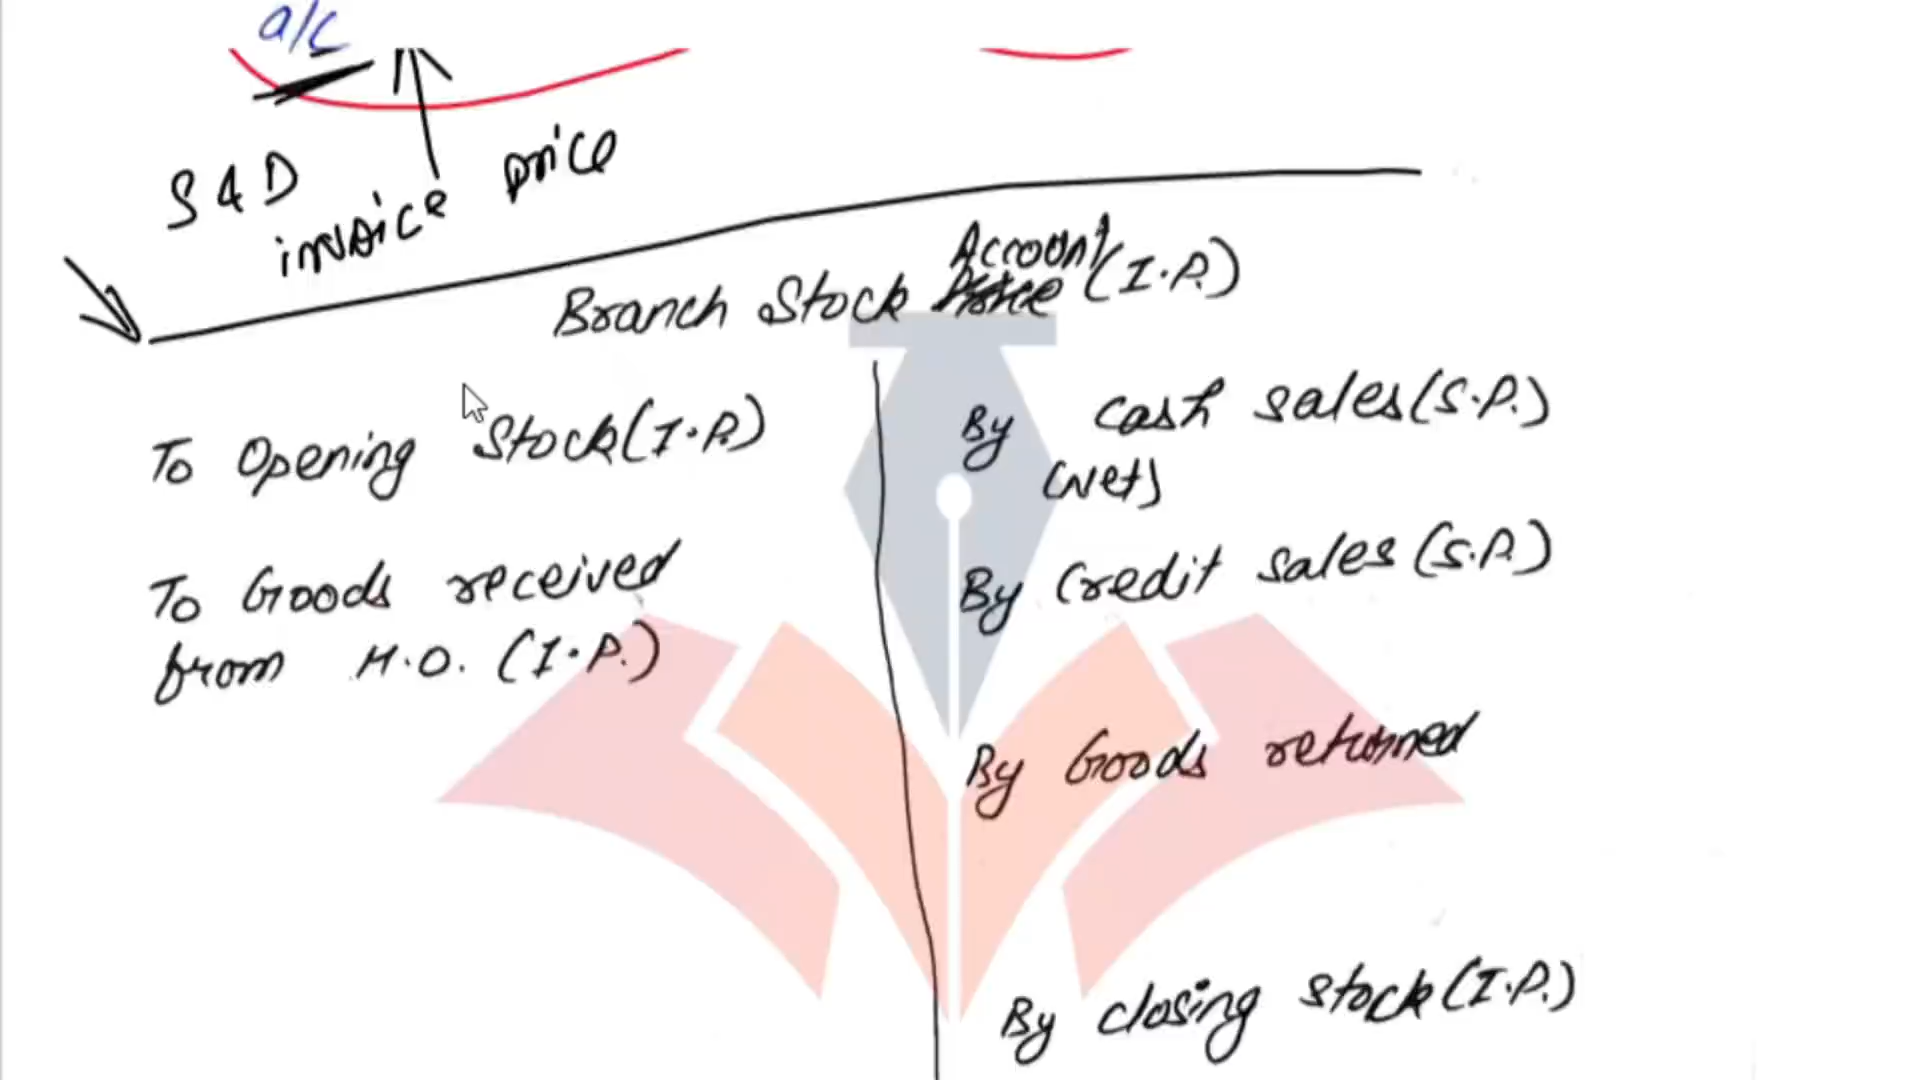 a/c
S & D
invoice price
Branch Stock Account (I.P.)
To Opening Stock (I.P.)
To Goods received
from H.O. (I.P.)
By cash sales (S.P.)
(Net)
By Credit sales (S.P.)
By Goods returned
By closing stock (I.P.)